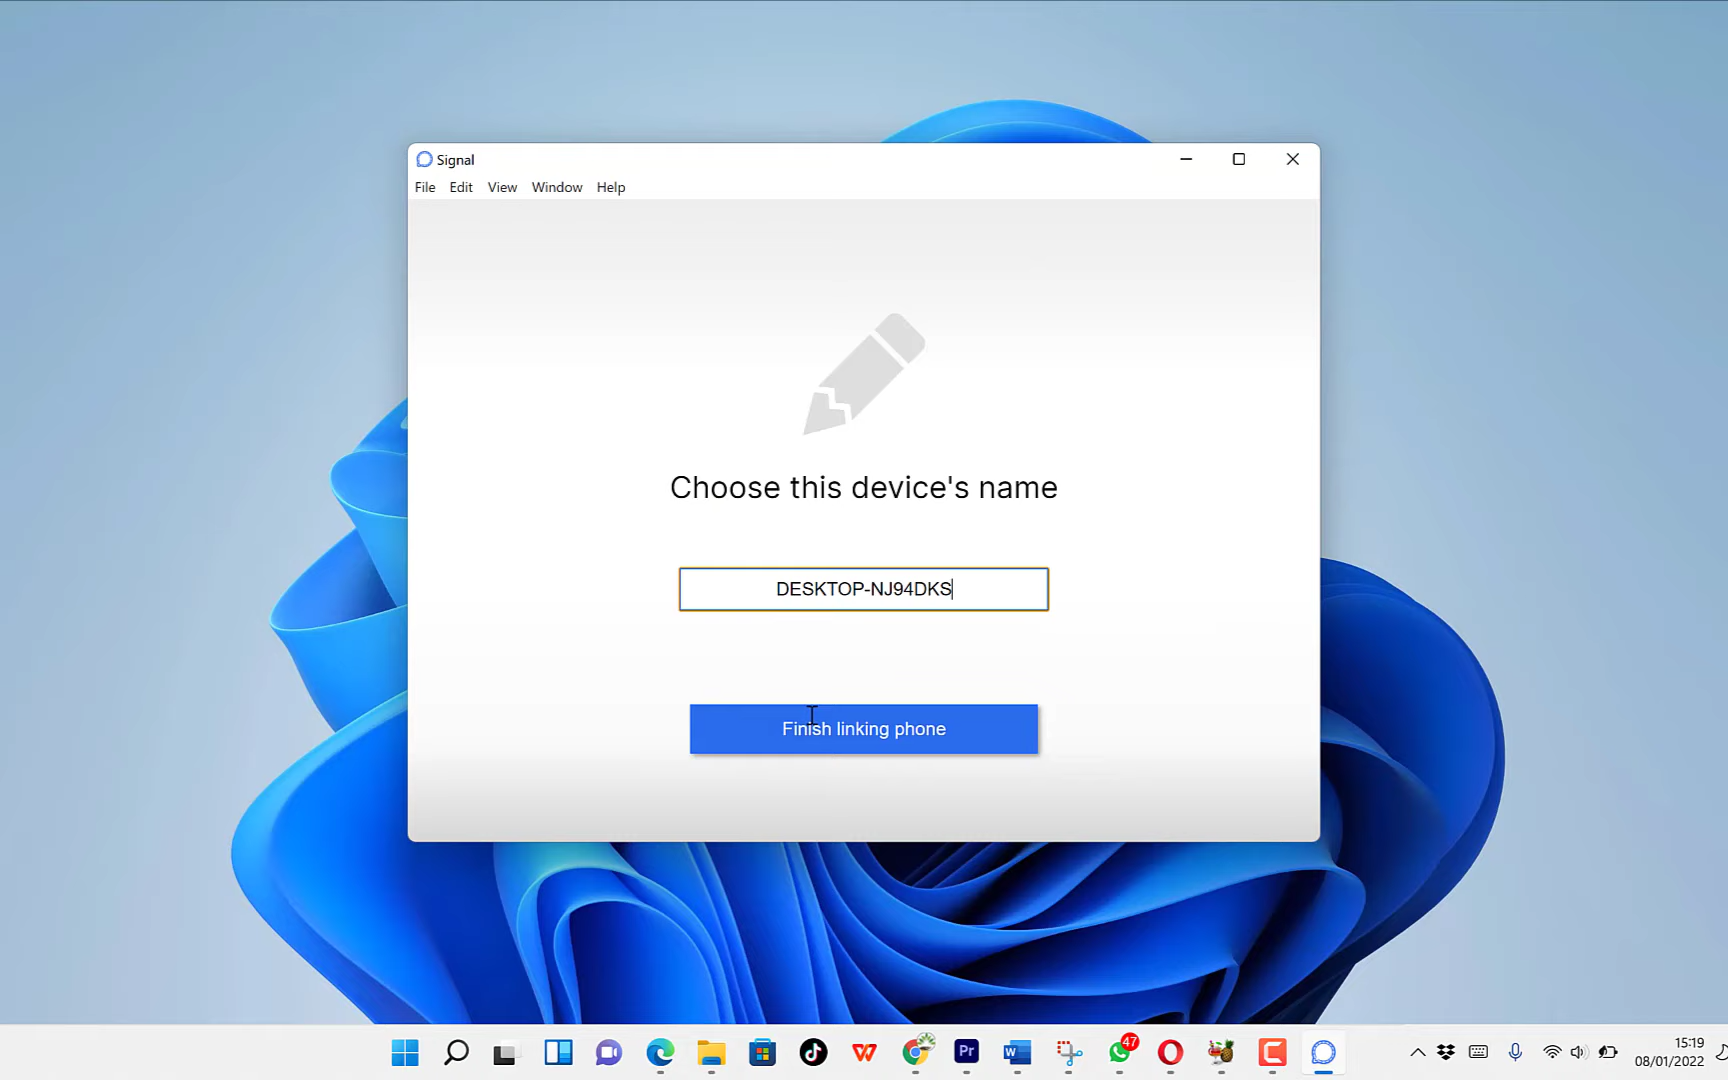 Signal
File Edit View Window Help
Choose this device's name
DESKTOP-NJ94DKS
Finish linking phone
Pr
W
47
15:19
08/01/2022